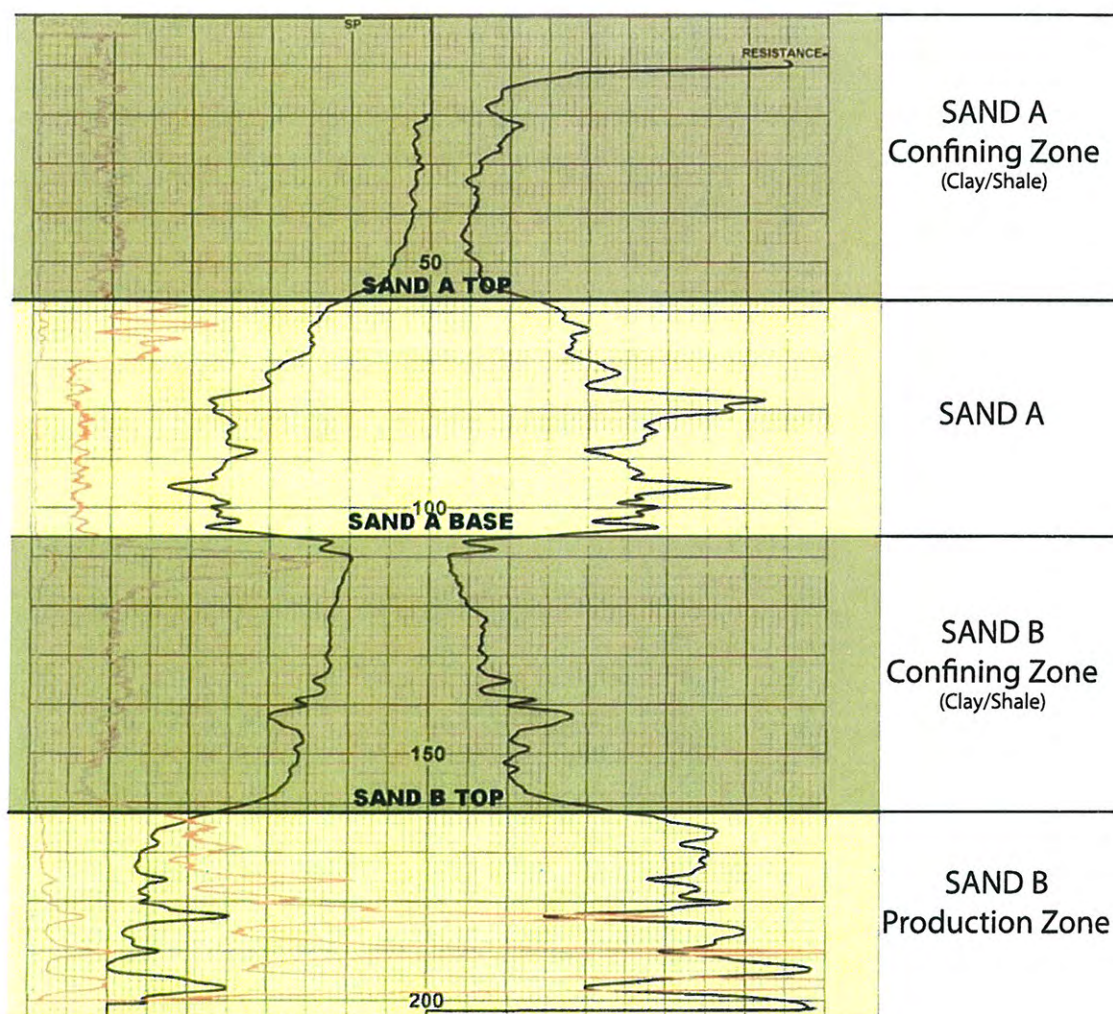 SP
RESISTANCE
SAND A
Confining Zone
(Clay/Shale)
50
SAND A TOP
SAND A
100
SAND A BASE
SAND B
Confining Zone
(Clay/Shale)
150
SAND B TOP
SAND B
Production Zone
200